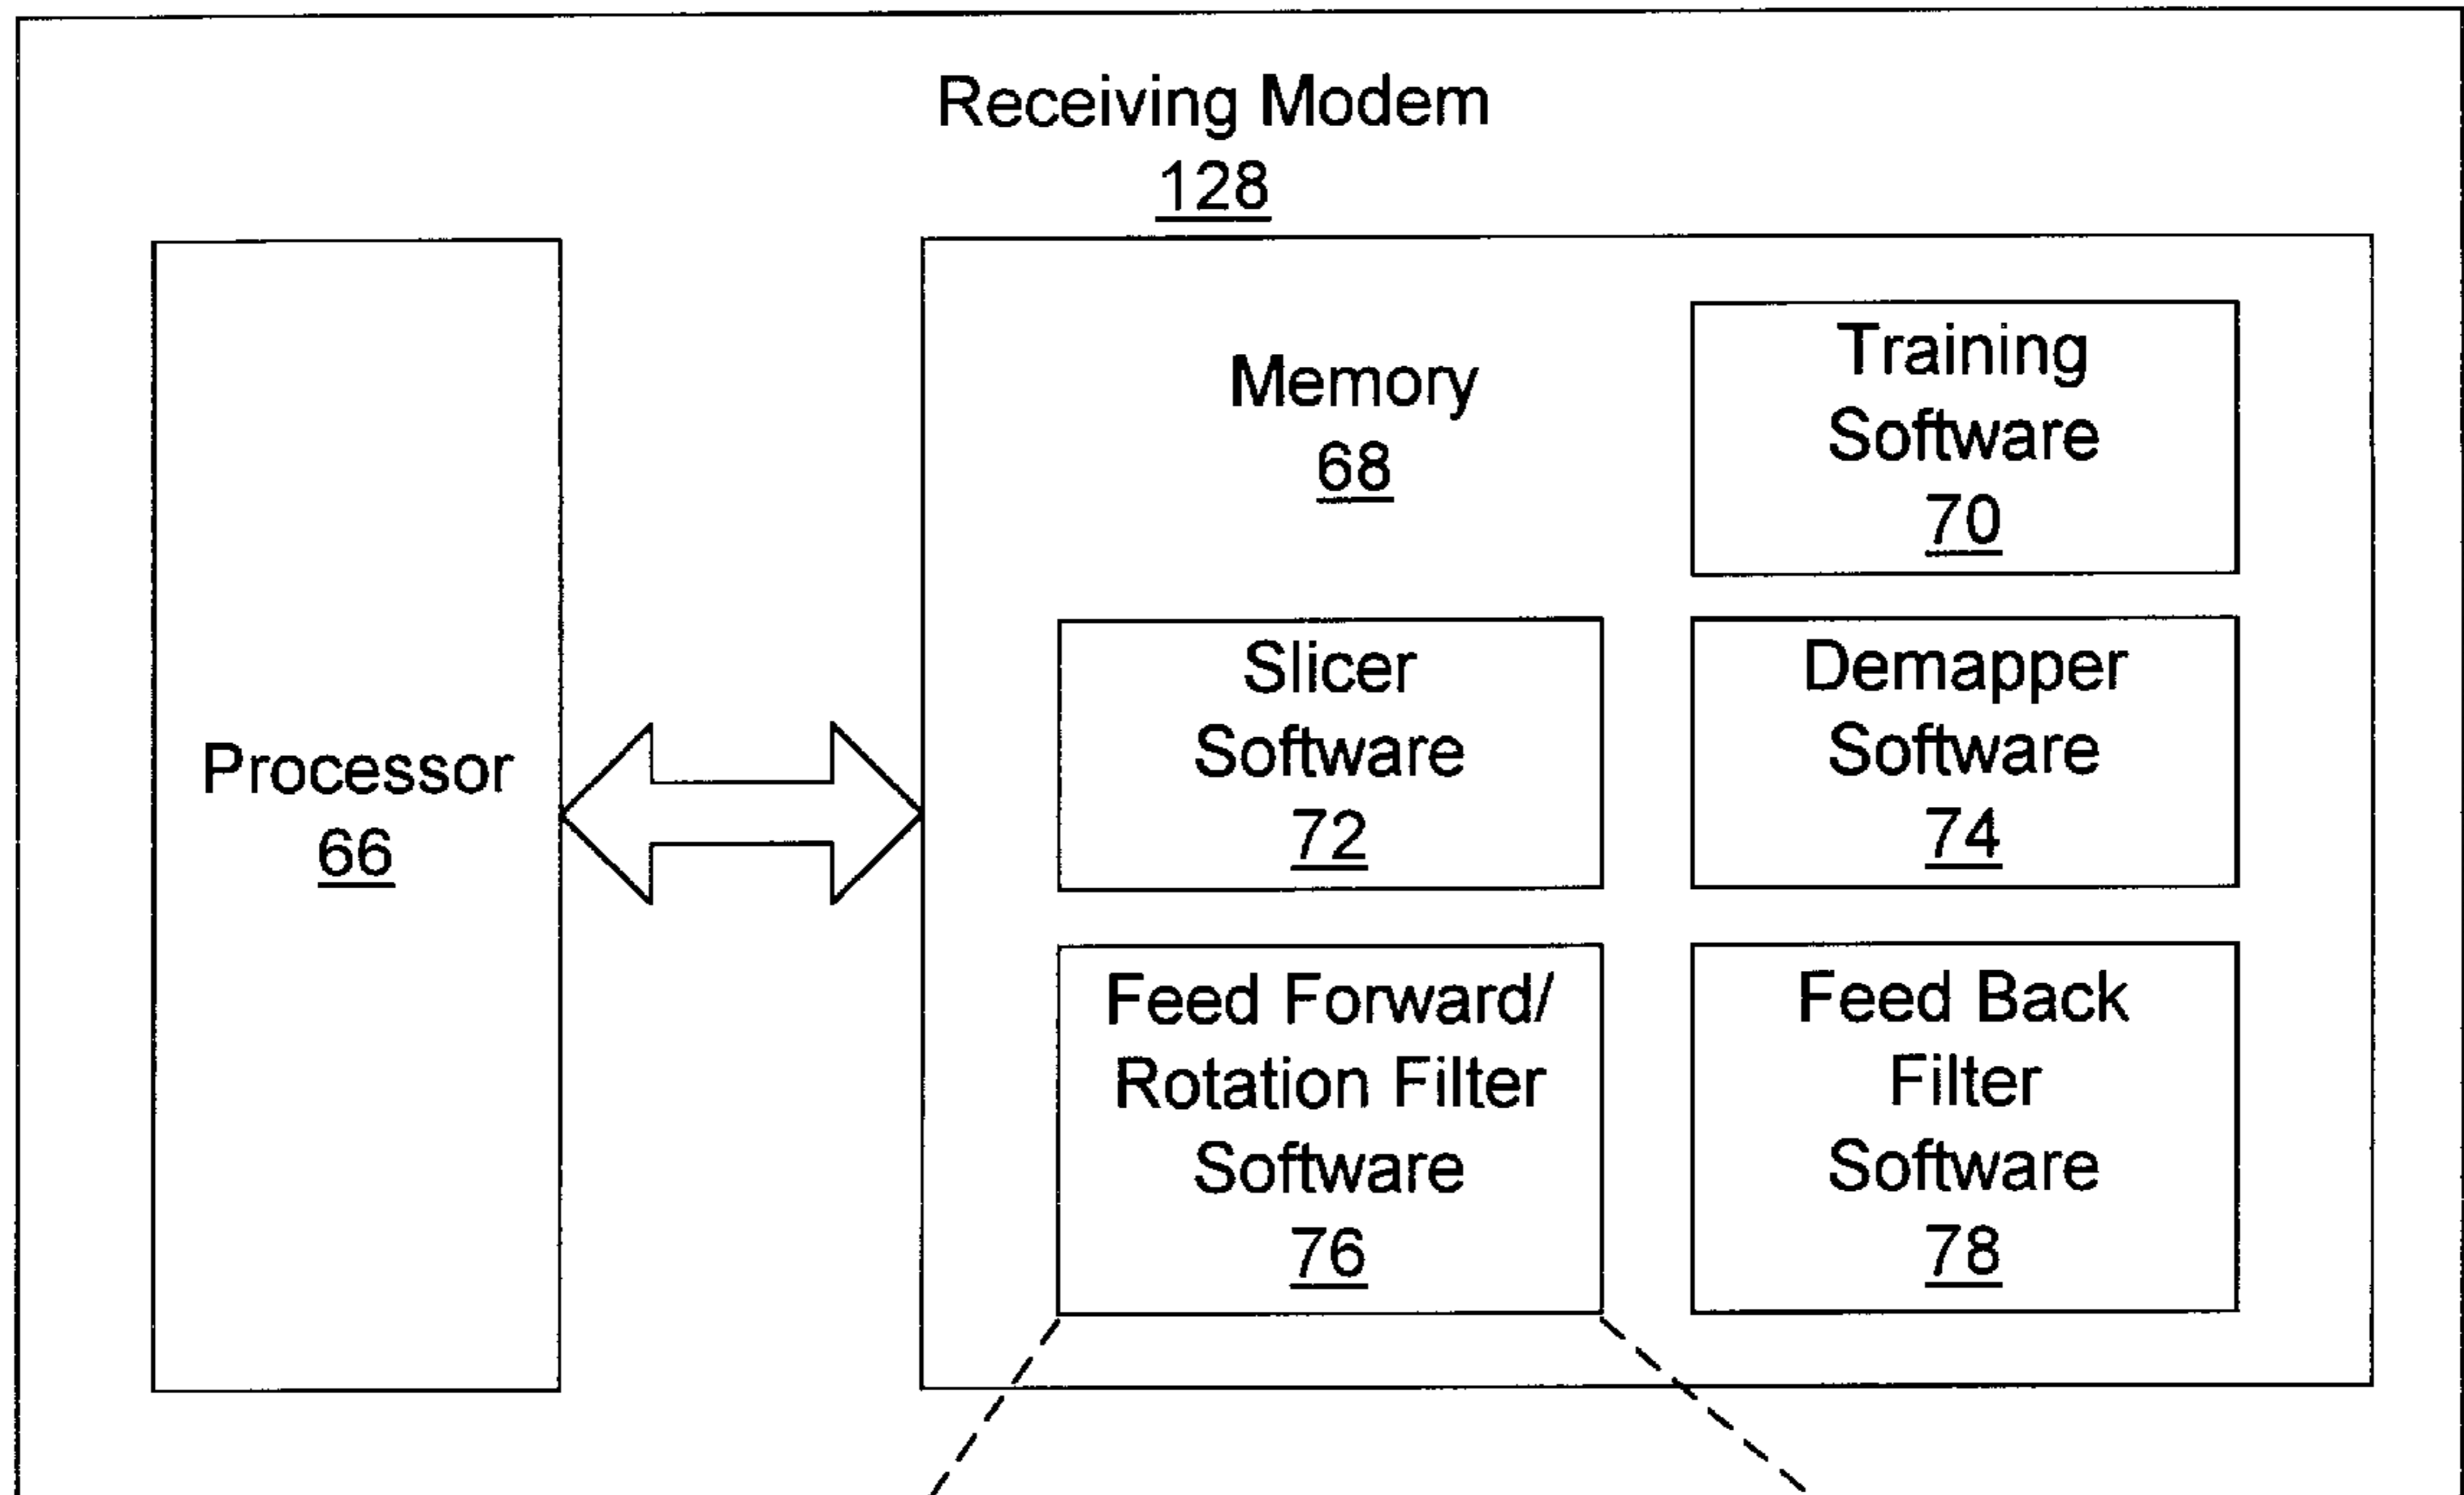 Receiving Modem
128
Processor
66
Memory
68
Training
Software
70
Slicer
Software
72
Demapper
Software
74
Feed Forward/
Rotation Filter
Software
76
Feed Back
Filter
Software
78